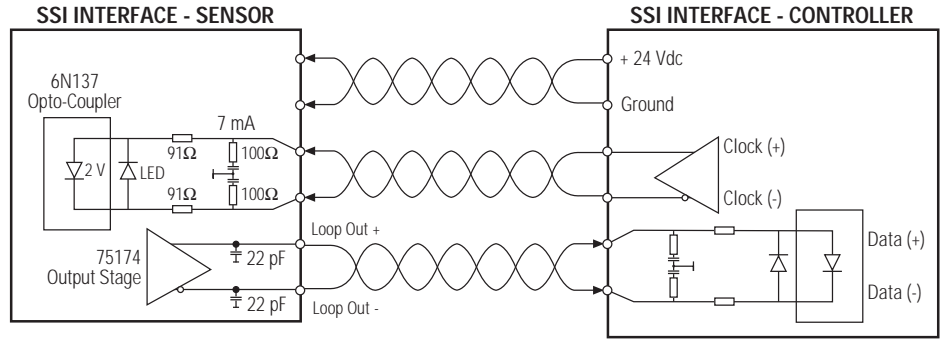 SSI INTERFACE - SENSOR
SSI INTERFACE - CONTROLLER
6N137
Opto-Coupler
2 V
LED
91Ω
91Ω
7 mA
100Ω
100Ω
75174
Output Stage
22 pF
22 pF
Loop Out +
Loop Out -
+ 24 Vdc
Ground
Clock (+)
Clock (-)
Data (+)
Data (-)